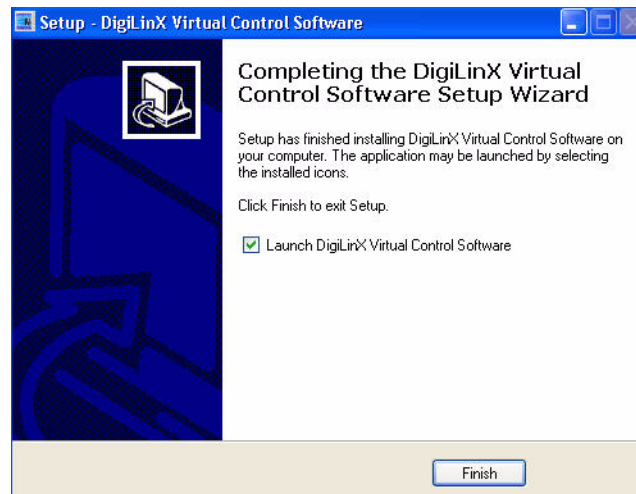 Setup - DigiLinX Virtual Control Software
Completing the DigiLinX Virtual
Control Software Setup Wizard
Setup has finished installing DigiLinX Virtual Control Software on
your computer. The application may be launched by selecting
the installed icons.
Click Finish to exit Setup.
Launch DigiLinX Virtual Control Software
Finish